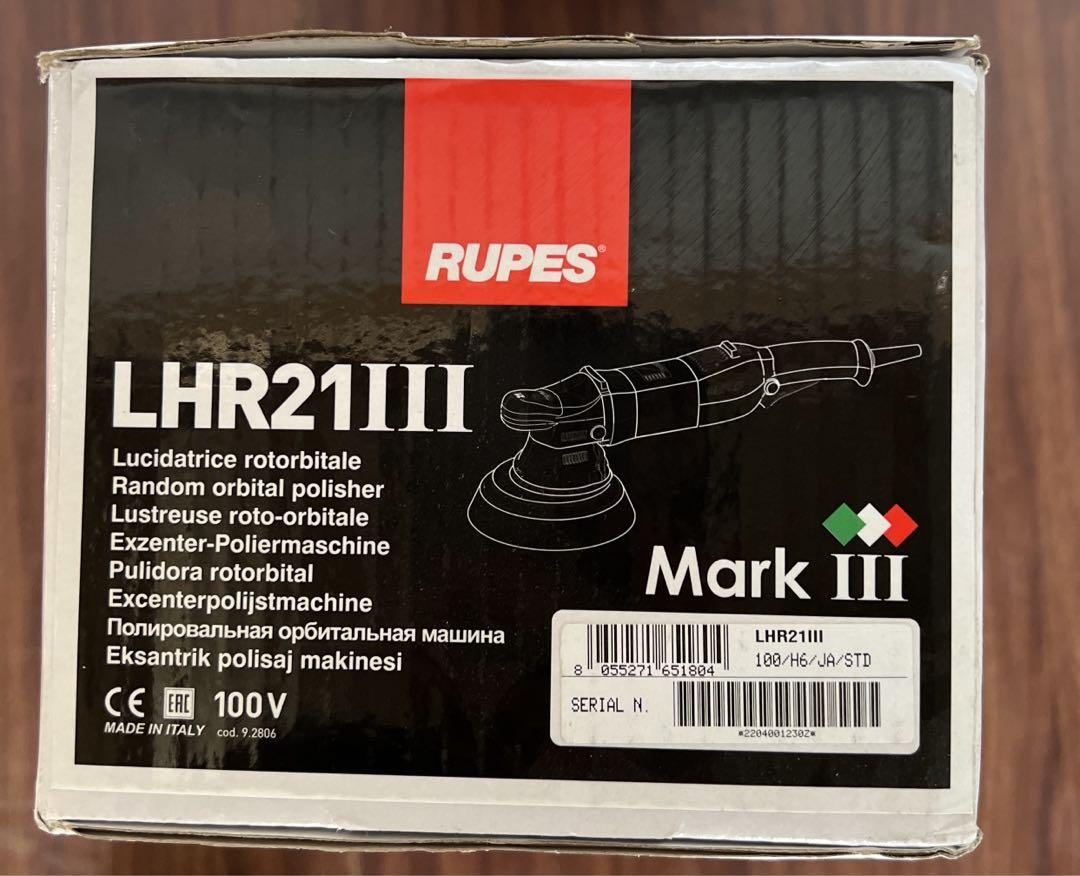 RUPES®
LHR21III
Lucidatrice rotorbitale
Random orbital polisher
Lustreuse roto-orbitale
Exzenter-Poliermaschine
Pulidora rotorbital
Excenterpolijstmachine
Полировальная орбитальная машина
Eksantrik polisaj makinesi
CE EAC 100 V
MADE IN ITALY cod. 9.2806
Mark III
LHR21III
100/H6/JA/STD
8 055271 651804
SERIAL N.
*2204001230Z*